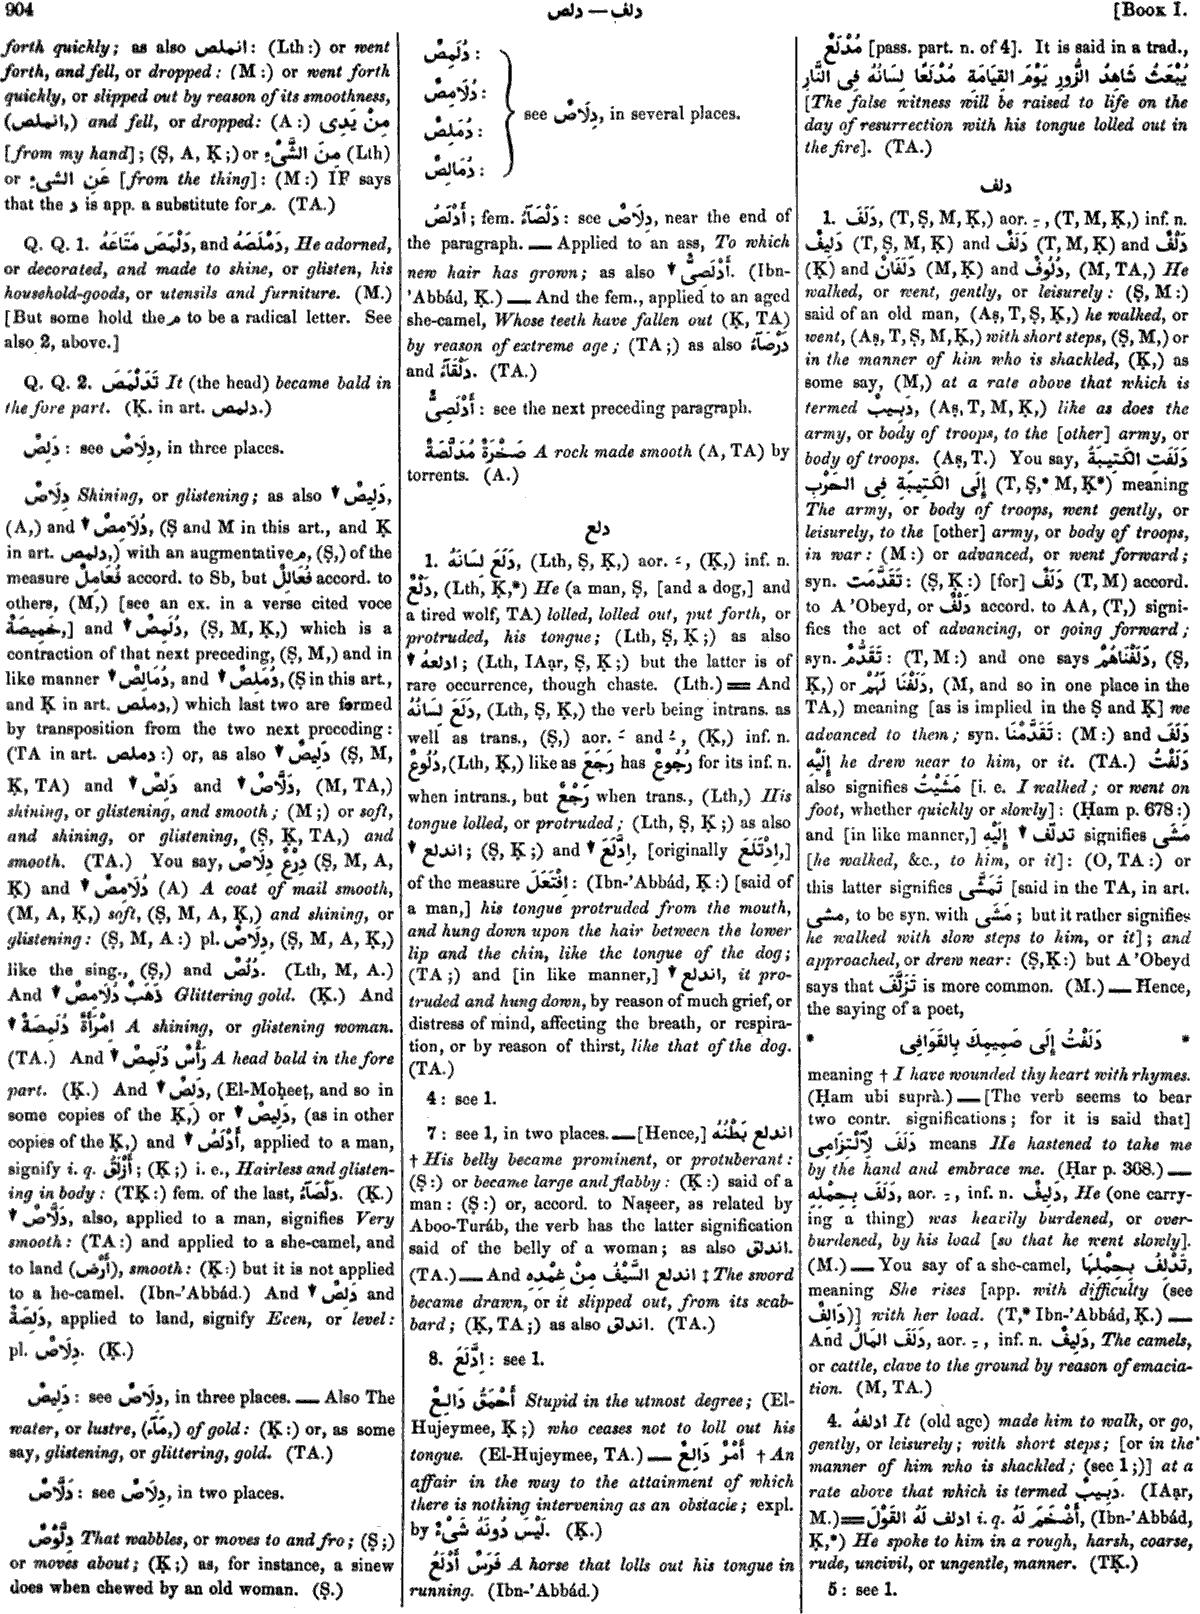 904
دلص — دلف
[Book I.
forth quickly; as also انملص: (Lth:) or went
forth, and fell, or dropped: (M:) or went forth
quickly, or slipped out by reason of its smoothness,
(انملص,) and fell, or dropped: (A:) مِنْ يَدِى
[from my hand]; (Ṣ, A, Ḳ;) or مِنَ الشَّىْءِ (Lth)
or عَنِ الشىءِ [from the thing]: (M:) IF says
that the د is app. a substitute for م. (TA.)
Q. Q. 1. دَلْمَصَ مَتَاعَهُ, and دَمْلَصَهُ, He adorned,
or decorated, and made to shine, or glisten, his
household-goods, or utensils and furniture. (M.)
[But some hold the م to be a radical letter. See
also 2, above.]
Q. Q. 2. تَدَلْمَصَ It (the head) became bald in
the fore part. (Ḳ. in art. دلمص.)
دَلِصٌ: see دِلَاصٌ, in three places.
دِلَاصٌ Shining, or glistening; as also ▼ دَلِيصٌ,
(A,) and ▼ دُلَامِصٌ, (Ṣ and M in this art., and Ḳ
in art. دلمص,) with an augmentative م, (Ṣ,) of the
measure فُعَامِلٌ accord. to Sb, but فُعَالِلٌ accord. to
others, (M,) [see an ex. in a verse cited voce
خَمِيصَةٌ,] and ▼ دُلَمِصٌ, (Ṣ, M, Ḳ,) which is a
contraction of that next preceding, (Ṣ, M,) and in
like manner ▼ دُمَالِصٌ, and ▼ دُمَلِصٌ, (Ṣ in this art.,
and Ḳ in art. دملص,) which last two are formed
by transposition from the two next preceding:
(TA in art. دملص:) or, as also ▼ دَلِيصٌ (Ṣ, M,
Ḳ, TA) and ▼ دَلِصٌ and ▼ دَلَّاصٌ, (M, TA,)
shining, or glistening, and smooth; (M;) or soft,
and shining, or glistening, (Ṣ, Ḳ, TA,) and
smooth. (TA.) You say, دِرْعٌ دِلَاصٌ (Ṣ, M, A,
Ḳ) and ▼ دُلَامِصٌ (A) A coat of mail smooth,
(M, A, Ḳ,) soft, (Ṣ, M, A, Ḳ,) and shining, or
glistening: (Ṣ, M, A:) pl. دِلَاصٌ, (Ṣ, M, A, Ḳ,)
like the sing., (Ṣ,) and دُلُصٌ. (Lth, M, A.)
And ▼ ذَهَبٌ دُلَامِصٌ Glittering gold. (Ḳ.) And
▼ اِمْرَأَةٌ دُلَمِصَةٌ A shining, or glistening woman.
(TA.) And ▼ رَأْسٌ دُلَمِصٌ A head bald in the fore
part. (Ḳ.) And ▼ دَلِصٌ, (El-Moḥeeṭ, and so in
some copies of the Ḳ,) or ▼ دَلِيصٌ, (as in other
copies of the Ḳ,) and ▼ أَدْلَصُ, applied to a man,
signify i. q. أَزْلَقُ; (Ḳ;) i. e., Hairless and glisten-
ing in body: (TḲ:) fem. of the last, دَلْصَآءُ. (Ḳ.)
▼ دَلَّاصٌ, also, applied to a man, signifies Very
smooth: (TA:) and applied to a she-camel, and
to land (أَرْض), smooth: (Ḳ:) but it is not applied
to a he-camel. (Ibn-'Abbád.) And ▼ دَلِصٌ and
دَلِصَةٌ, applied to land, signify Even, or level:
pl. دِلَاصٌ. (Ḳ.)
دَلِيصٌ: see دِلَاصٌ, in three places. — Also The
water, or lustre, (مَآء,) of gold: (Ḳ:) or, as some
say, glistening, or glittering, gold. (TA.)
دَلَّاصٌ: see دِلَاصٌ, in two places.
دِلَّوْصٌ That wabbles, or moves to and fro; (Ṣ;)
or moves about; (Ḳ;) as, for instance, a sinew
does when chewed by an old woman. (Ṣ.)
دُلَمِصٌ:
دُلَامِصٌ:
دُمَلِصٌ:
دُمَالِصٌ:
see دِلَاصٌ, in several places.
أَدْلَصُ; fem. دَلْصَآءُ: see دِلَاصٌ, near the end of
the paragraph. — Applied to an ass, To which
new hair has grown; as also ▼ أَدْلَصِىٌّ. (Ibn-
'Abbád, Ḳ.) — And the fem., applied to an aged
she-camel, Whose teeth have fallen out (Ḳ, TA)
by reason of extreme age; (TA;) as also دَرْصَآءُ
and دَلْقَآءُ. (TA.)
أَدْلَصِىٌّ: see the next preceding paragraph.
صَخْرَةٌ مُدَلَّصَةٌ A rock made smooth (A, TA) by
torrents. (A.)
دلع
1. دَلَعَ لِسَانَهُ, (Lth, Ṣ, Ḳ,) aor. ـَ, (Ḳ,) inf. n.
دَلْعٌ, (Lth, Ḳ,*) He (a man, Ṣ, [and a dog,] and
a tired wolf, TA) lolled, lolled out, put forth, or
protruded, his tongue; (Lth, Ṣ, Ḳ;) as also
▼ ادلعهُ; (Lth, IAạr, Ṣ, Ḳ;) but the latter is of
rare occurrence, though chaste. (Lth.) = And
دَلَعَ لِسَانُهُ, (Lth, Ṣ, Ḳ,) the verb being intrans. as
well as trans., (Ṣ,) aor. ـَ and ـُ, (Ḳ,) inf. n.
دُلُوعٌ, (Lth, Ḳ,) like as رَجَعَ has رُجُوعٌ for its inf. n.
when intrans., but رَجْعٌ when trans., (Lth,) His
tongue lolled, or protruded; (Lth, Ṣ, Ḳ;) as also
▼ اندلع; (Ṣ, Ḳ;) and ▼ اِدَّلَعَ, [originally اِدْتَلَعَ,]
of the measure اِفْتَعَلَ: (Ibn-'Abbád, Ḳ:) [said of
a man,] his tongue protruded from the mouth,
and hung down upon the hair between the lower
lip and the chin, like the tongue of the dog;
(TA;) and [in like manner,] ▼ اندلع, it pro-
truded and hung down, by reason of much grief, or
distress of mind, affecting the breath, or respira-
tion, or by reason of thirst, like that of the dog.
(TA.)
4: see 1.
7: see 1, in two places. — [Hence,] اندلع بَطْنُهُ
† His belly became prominent, or protuberant:
(Ṣ:) or became large and flabby: (Ḳ:) said of a
man: (Ṣ:) or, accord. to Naṣeer, as related by
Aboo-Turáb, the verb has the latter signification
said of the belly of a woman; as also اندلق.
(TA.) — And اندلع السَّيْفُ مِنْ غِمْدِهِ ‡ The sword
became drawn, or it slipped out, from its scab-
bard; (Ḳ, TA;) as also اندلق. (TA.)
8. اِدَّلَعَ: see 1.
أَحْمَقُ دَالِعٌ Stupid in the utmost degree; (El-
Hujeymee, Ḳ;) who ceases not to loll out his
tongue. (El-Hujeymee, TA.) — أَمْرٌ دَالِعٌ † An
affair in the way to the attainment of which
there is nothing intervening as an obstacle; expl.
by لَيْسَ دُونَهُ شَىْءٌ. (Ḳ.)
فَرَسٌ أَدْلَعُ A horse that lolls out his tongue in
running. (Ibn-'Abbád.)
مُدْلَعٌ [pass. part. n. of 4]. It is said in a trad.,
يُبْعَثُ شَاهِدُ الزُّورِ يَوْمَ القِيَامَةِ مُدْلَعًا لِسَانُهُ فِى النَّارِ
[The false witness will be raised to life on the
day of resurrection with his tongue lolled out in
the fire]. (TA.)
دلف
1. دَلَفَ, (T, Ṣ, M, Ḳ,) aor. ـِ, (T, M, Ḳ,) inf. n.
دَلِيفٌ (T, Ṣ, M, Ḳ) and دَلْفٌ (T, M, Ḳ) and دَلَفٌ
(Ḳ) and دَلَفَانٌ (M, Ḳ) and دُلُوفٌ, (M, TA,) He
walked, or went, gently, or leisurely: (Ṣ, M:)
said of an old man, (Aṣ, T, Ṣ, Ḳ,) he walked, or
went, (Aṣ, T, Ṣ, M, Ḳ,) with short steps, (Ṣ, M,) or
in the manner of him who is shackled, (Ḳ,) as
some say, (M,) at a rate above that which is
termed دَبِيبٌ, (Aṣ, T, M, Ḳ,) like as does the
army, or body of troops, to the [other] army, or
body of troops. (Aṣ, T.) You say, دَلَفَتِ الكَتِيبَةُ
إِلَى الكَتِيبَةِ فِى الحَرْبِ (T, Ṣ,* M, Ḳ*) meaning
The army, or body of troops, went gently, or
leisurely, to the [other] army, or body of troops,
in war: (M:) or advanced, or went forward;
syn. تَقَدَّمَت: (Ṣ, Ḳ:) [for] دَلَفٌ (T, M) accord.
to A 'Obeyd, or دَلْفٌ accord. to AA, (T,) signi-
fies the act of advancing, or going forward;
syn. تَقَدُّمٌ: (T, M:) and one says دَلَفْنَاهُمْ, (Ṣ,
Ḳ,) or دَلَفْنَا لَهُمْ, (M, and so in one place in the
TA,) meaning [as is implied in the Ṣ and Ḳ] we
advanced to them; syn. تَقَدَّمْنَا: (M:) and دَلَفَ
إِلَيْهِ he drew near to him, or it. (TA.) دَلَفْتُ
also signifies مَشَيْتُ [i. e. I walked; or went on
foot, whether quickly or slowly]: (Ḥam p. 678:)
and [in like manner,] إِلَيْهِ ▼ تدلّف signifies مَشَى
[he walked, &c., to him, or it]: (O, TA:) or
this latter signifies تَمَشَّى [said in the TA, in art.
مشى, to be syn. with مَشَى; but it rather signifies
he walked with slow steps to him, or it]; and
approached, or drew near: (Ṣ, Ḳ:) but A 'Obeyd
says that تَزَلَّفَ is more common. (M.) — Hence,
the saying of a poet,
* دَلَفْتُ إِلَى صَمِيمِكَ بِالقَوَافِى *
meaning † I have wounded thy heart with rhymes.
(Ḥam ubi suprà.) — [The verb seems to bear
two contr. significations; for it is said that]
دَلَفَ لِٱلْتِزَامِى means He hastened to take me
by the hand and embrace me. (Ḥar p. 368.) —
دَلَفَ بِحِمْلِهِ, aor. ـِ, inf. n. دَلِيفٌ, He (one carry-
ing a thing) was heavily burdened, or over-
burdened, by his load [so that he went slowly].
(M.) — You say of a she-camel, تَدْلِفُ بِحِمْلِهَا,
meaning She rises [app. with difficulty (see
دَالِفٌ)] with her load. (T,* Ibn-'Abbád, Ḳ.) —
And دَلَفَ المَالُ, aor. ـِ, inf. n. دَلِيفٌ, The camels,
or cattle, clave to the ground by reason of emacia-
tion. (M, TA.)
4. ادلفهُ It (old age) made him to walk, or go,
gently, or leisurely; with short steps; [or in the
manner of him who is shackled; (see 1;)] at a
rate above that which is termed دَبِيبٌ. (IAạr,
M.) = ادلف لَهُ القَوْلَ i. q. أَضْخَمَ لَهُ, (Ibn-'Abbád,
Ḳ,*) He spoke to him in a rough, harsh, coarse,
rude, uncivil, or ungentle, manner. (TḲ.)
5: see 1.